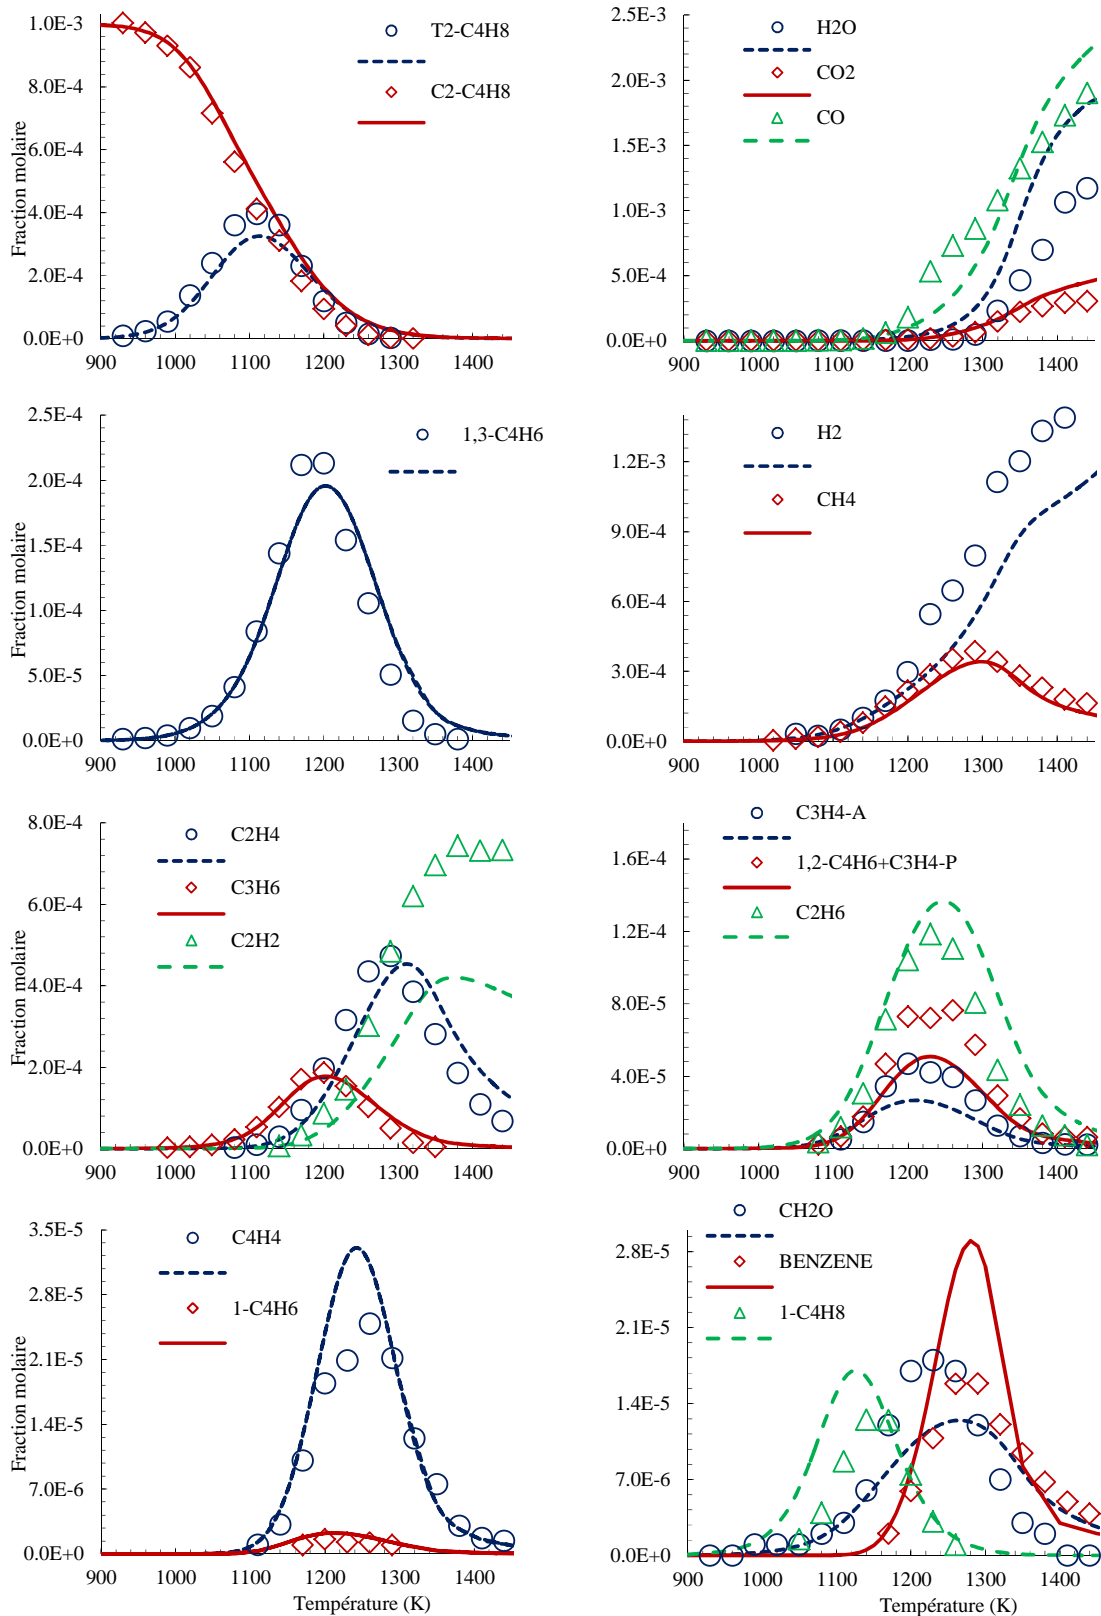 1.0E-3
8.0E-4
6.0E-4
4.0E-4
2.0E-4
0.0E+0
Fraction molaire
T2-C4H8
C2-C4H8
900 1000 1100 1200 1300 1400
2.5E-3
2.0E-3
1.5E-3
1.0E-3
5.0E-4
0.0E+0
H2O
CO2
CO
900 1000 1100 1200 1300 1400
2.5E-4
2.0E-4
1.5E-4
1.0E-4
5.0E-5
0.0E+0
Fraction molaire
1,3-C4H6
900 1000 1100 1200 1300 1400
1.2E-3
9.0E-4
6.0E-4
3.0E-4
0.0E+0
H2
CH4
900 1000 1100 1200 1300 1400
8.0E-4
6.0E-4
4.0E-4
2.0E-4
0.0E+0
Fraction molaire
C2H4
C3H6
C2H2
900 1000 1100 1200 1300 1400
1.6E-4
1.2E-4
8.0E-5
4.0E-5
0.0E+0
C3H4-A
1,2-C4H6+C3H4-P
C2H6
900 1000 1100 1200 1300 1400
3.5E-5
2.8E-5
2.1E-5
1.4E-5
7.0E-6
0.0E+0
Fraction molaire
C4H4
1-C4H6
900 1000 1100 1200 1300 1400
Température (K)
2.8E-5
2.1E-5
1.4E-5
7.0E-6
0.0E+0
CH2O
BENZENE
1-C4H8
900 1000 1100 1200 1300 1400
Température (K)